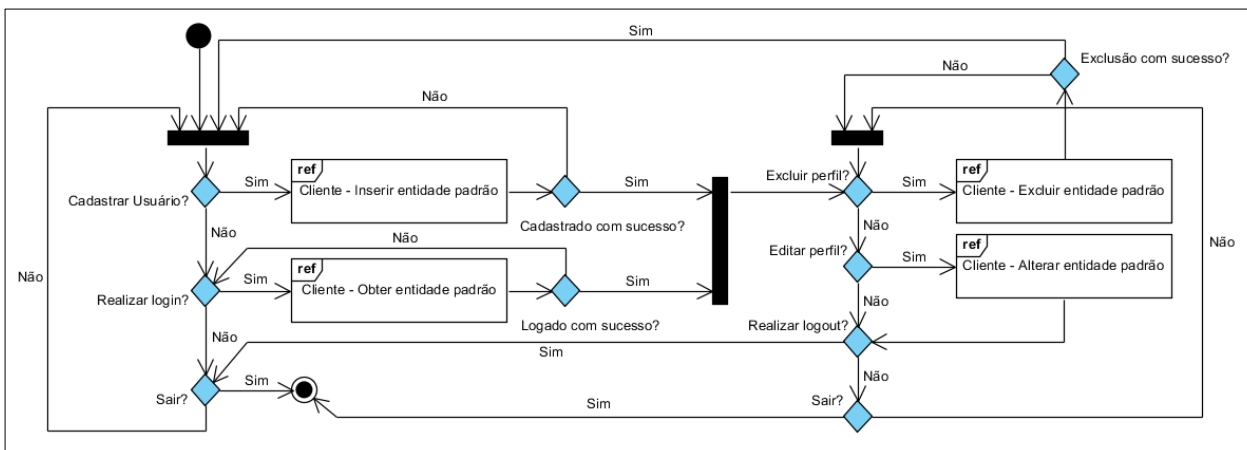 Sim
Exclusão com sucesso?
Não
Não
ref
Cliente - Inserir entidade padrão
Cadastrar Usuário?
Sim
Sim
Cadastrado com sucesso?
Excluir perfil?
Sim
ref
Cliente - Excluir entidade padrão
Não
Não
Não
Não
Não
ref
Cliente - Obter entidade padrão
Realizar login?
Sim
Sim
Logado com sucesso?
Editar perfil?
ref
Cliente - Alterar entidade padrão
Sim
Não
Realizar logout?
Não
Sim
Não
Sair?
Sim
Sair?
Sim